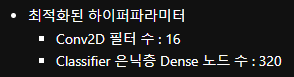 • 최적화된 하이퍼파라미터
▪ Conv2D 필터 수 : 16
▪ Classifier 은닉층 Dense 노드 수 : 320